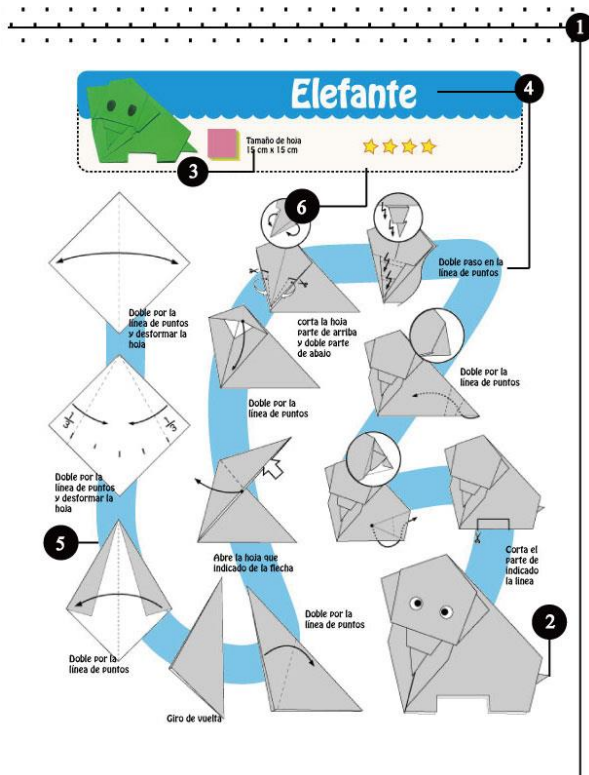 1
Elefante
4
Tamaño de hoja
15 cm x 15 cm
3
6
Doble por la
línea de puntos
y desformar la
hoja
corta la hoja
parte de arriba
y doble parte
de abajo
Doble paso en la
línea de puntos
Doble por la
línea de puntos
Doble por la
línea de puntos
1/3
1/3
Doble por la
línea de puntos
y desformar la
hoja
5
Abre la hoja que
indicado de la flecha
Corta el
parte de
indicado
la línea
Doble por la
línea de puntos
2
Doble por la
línea de puntos
Giro de vuelta